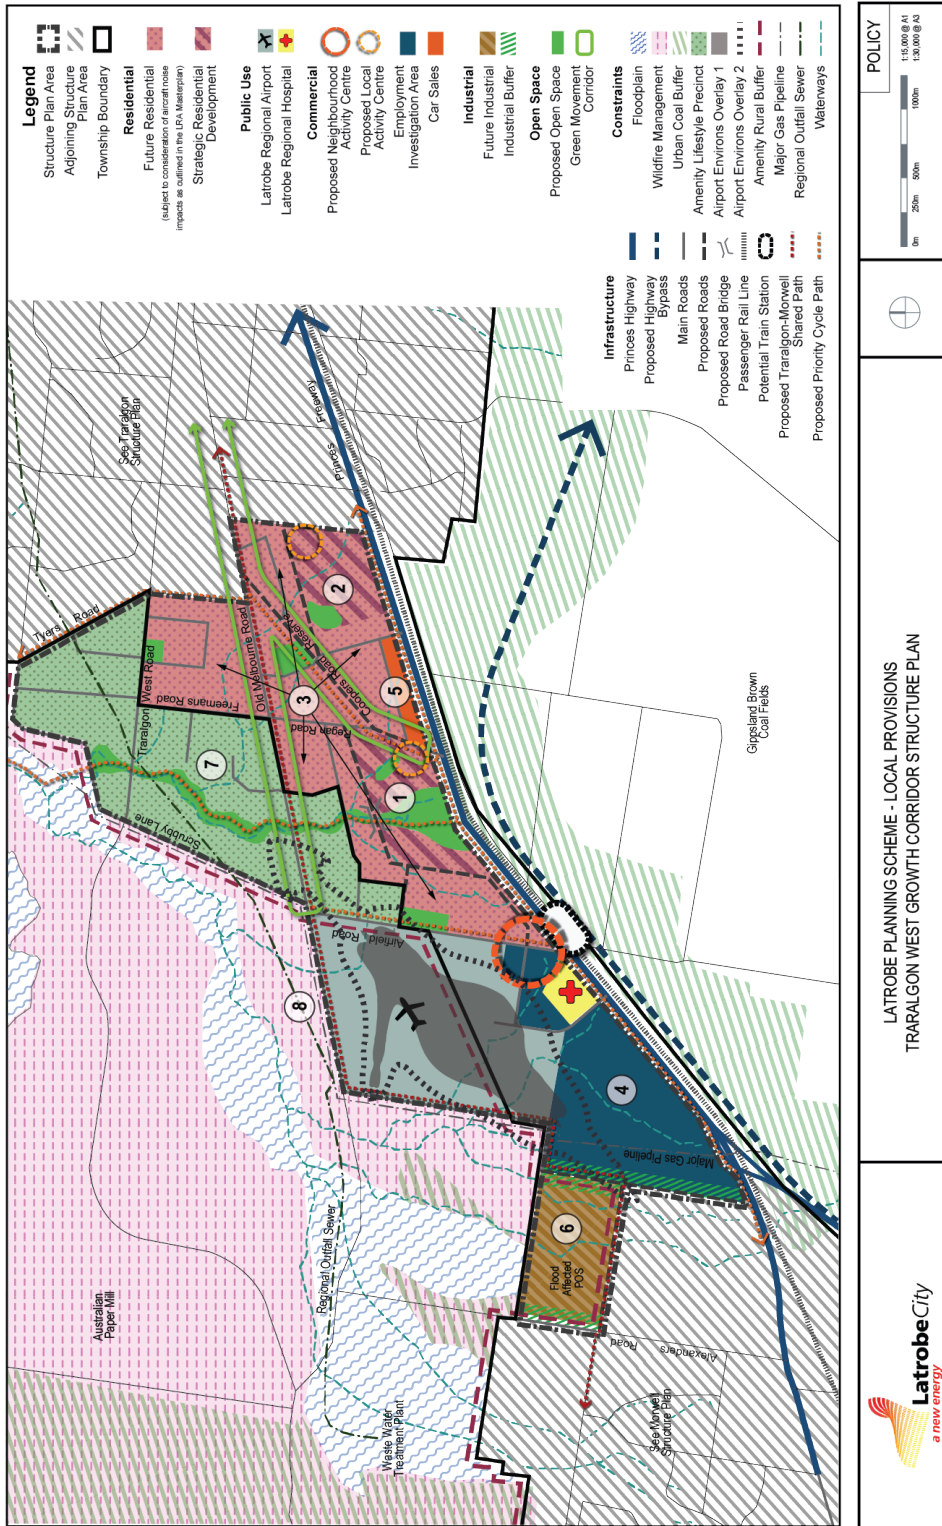 Legend
Structure Plan Area
Adjoining Structure
Plan Area
Township Boundary
Residential
Future Residential
(subject to consideration of aircraft noise
impacts as outlined in the LRA Masterplan)
Strategic Residential
Development
Public Use
Latrobe Regional Airport
Latrobe Regional Hospital
Commercial
Proposed Neighbourhood
Activity Centre
Proposed Local
Activity Centre
Employment
Investigation Area
Car Sales
Industrial
Future Industrial
Industrial Buffer
Open Space
Proposed Open Space
Green Movement
Corridor
Constraints
Floodplain
Wildfire Management
Urban Coal Buffer
Amenity Lifestyle Precinct
Airport Environs Overlay 1
Airport Environs Overlay 2
Amenity Rural Buffer
Major Gas Pipeline
Regional Outfall Sewer
Waterways
Infrastructure
Princes Highway
Proposed Highway
Bypass
Main Roads
Proposed Roads
Proposed Road Bridge
Passenger Rail Line
Potential Train Station
Proposed Traralgon-Morwell
Shared Path
Proposed Priority Cycle Path
See Traralgon
Structure Plan
Princes Freeway
Tyers Road
Traralgon West Road
Freemans Road
Old Melbourne Road
Regan Road
Coopers Road
Reserve
Scrubby Lane
Airfield
Road
Gippsland Brown
Coal Fields
Major Gas Pipeline
Regional Outfall Sewer
Australian
Paper Mill
Waste Water
Treatment Plant
Flood
Affected
POS
Alexanders
Road
See Morwell
Structure Plan
1
2
3
4
5
6
7
8
LatrobeCity
a new energy
LATROBE PLANNING SCHEME - LOCAL PROVISIONS
TRARALGON WEST GROWTH CORRIDOR STRUCTURE PLAN
POLICY
0m 250m 500m 1000m
1:15,000 @ A1
1:30,000 @ A3